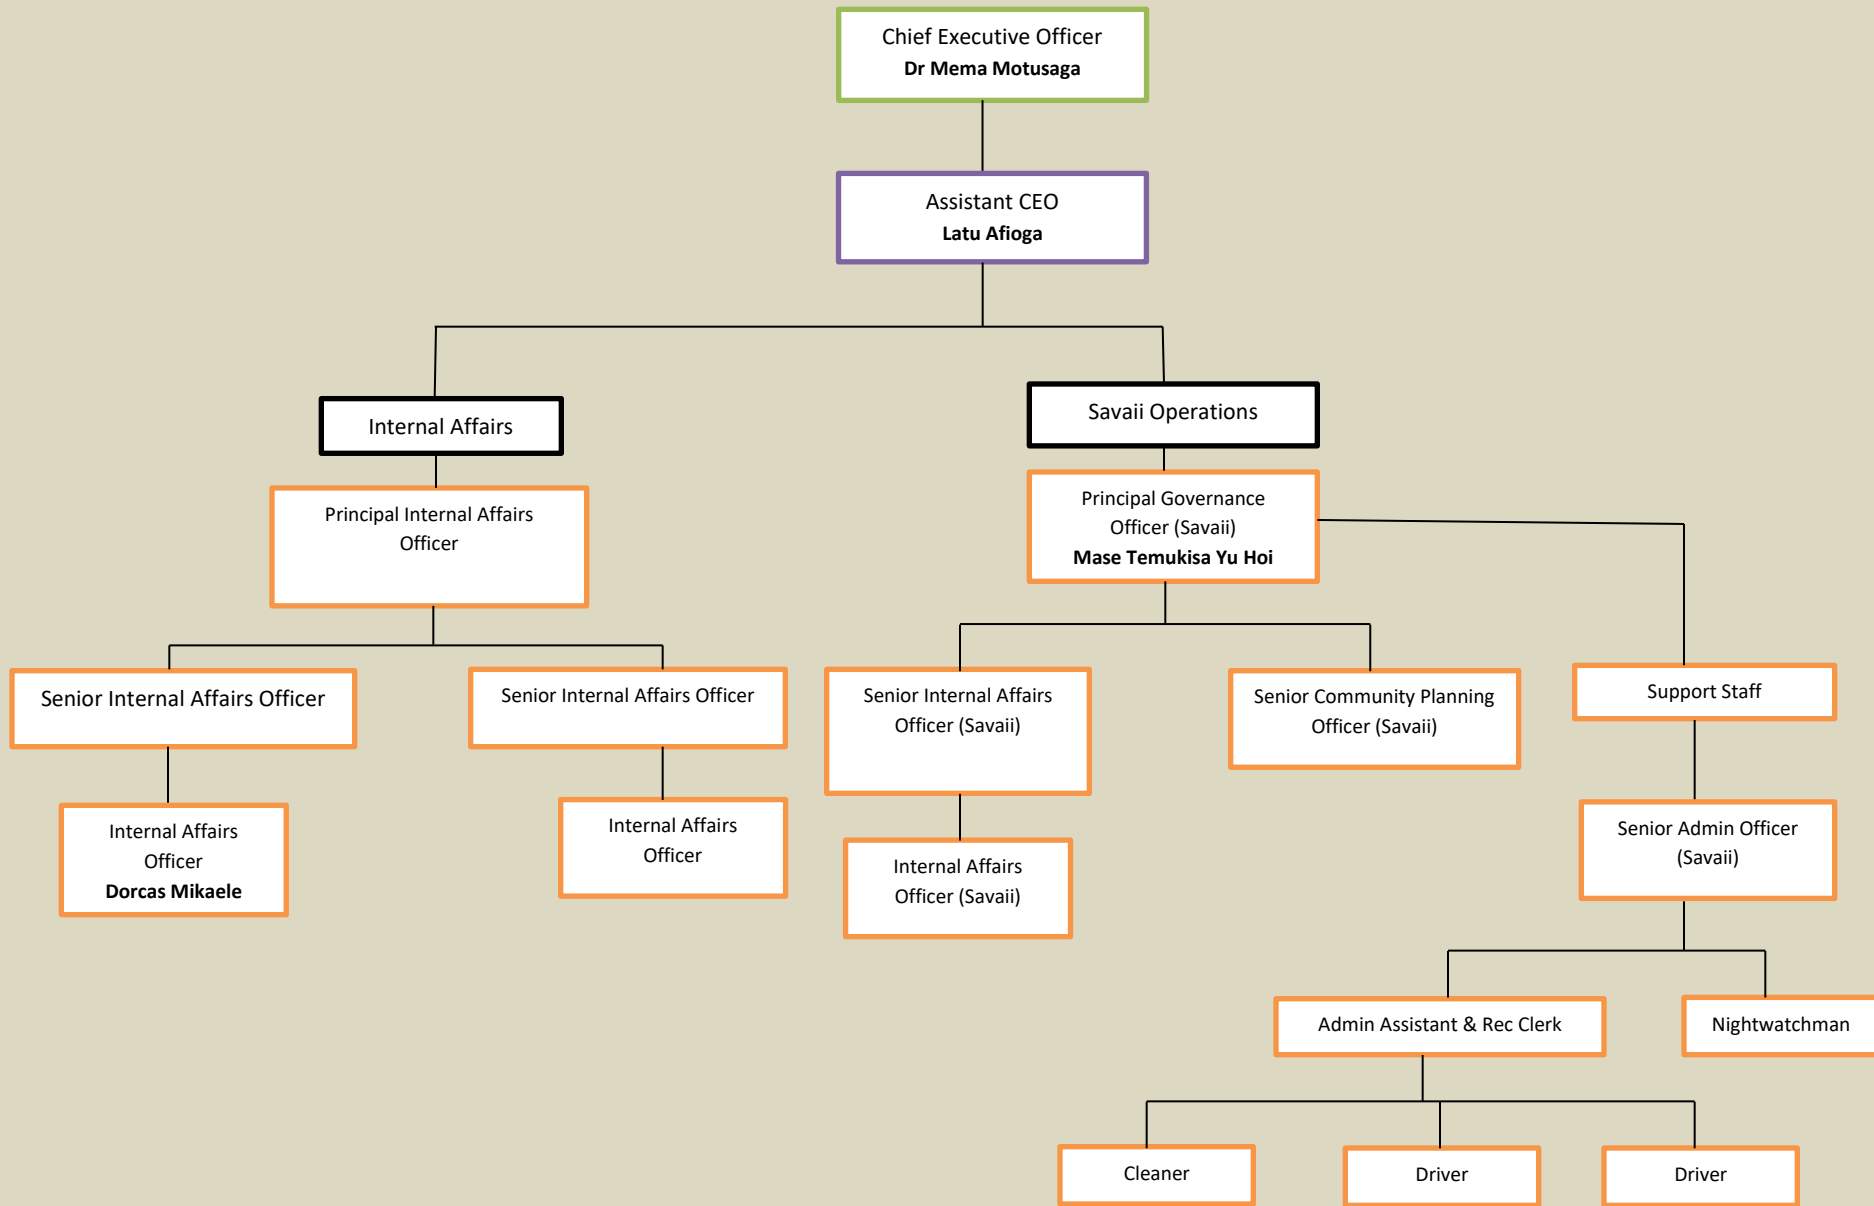 Chief Executive Officer
Dr Mema Motusaga
Assistant CEO
Latu Afioga
Internal Affairs
Savaii Operations
Principal Internal Affairs
Officer
Principal Governance
Officer (Savaii)
Mase Temukisa Yu Hoi
Senior Internal Affairs Officer
Senior Internal Affairs Officer
Senior Internal Affairs
Officer (Savaii)
Senior Community Planning
Officer (Savaii)
Support Staff
Internal Affairs
Officer
Dorcas Mikaele
Internal Affairs
Officer
Internal Affairs
Officer (Savaii)
Senior Admin Officer
(Savaii)
Admin Assistant & Rec Clerk
Nightwatchman
Cleaner
Driver
Driver